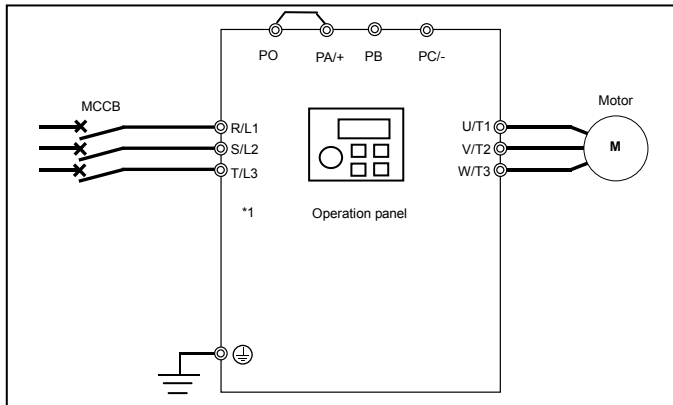 PO PA/+ PB PC/-
MCCB
Motor
R/L1
U/T1
S/L2
V/T2
M
T/L3
W/T3
*1
Operation panel